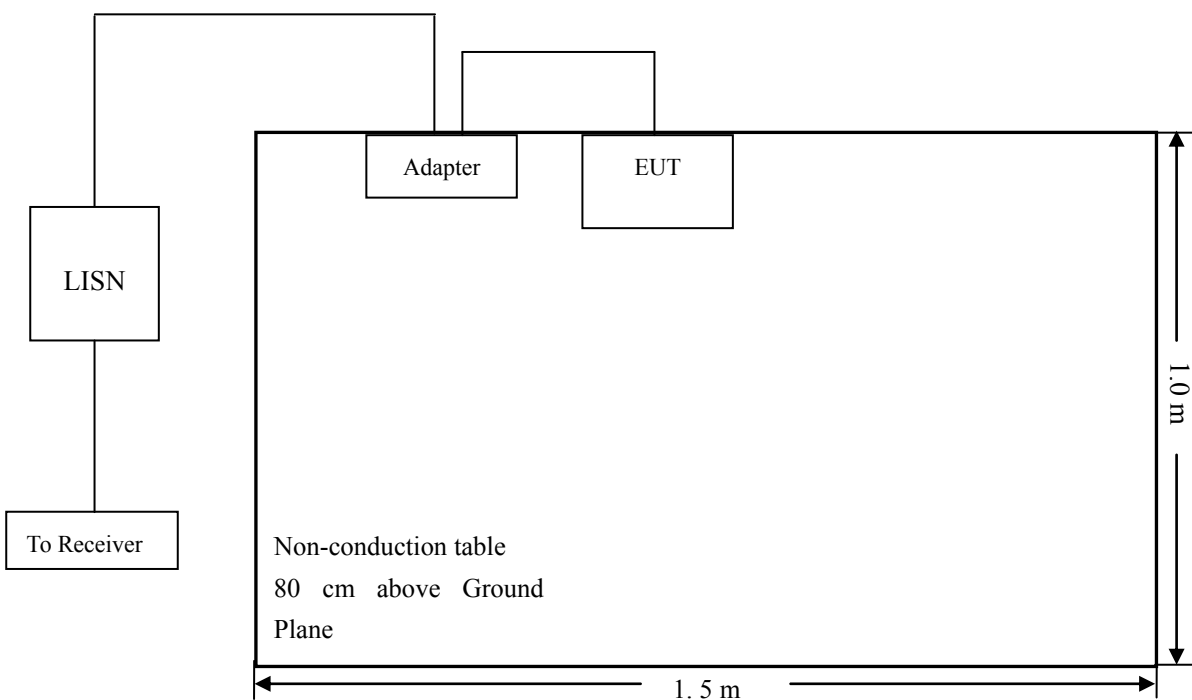 Adapter
EUT
LISN
1.0 m
To Receiver
Non-conduction table
80 cm above Ground
Plane
1. 5 m